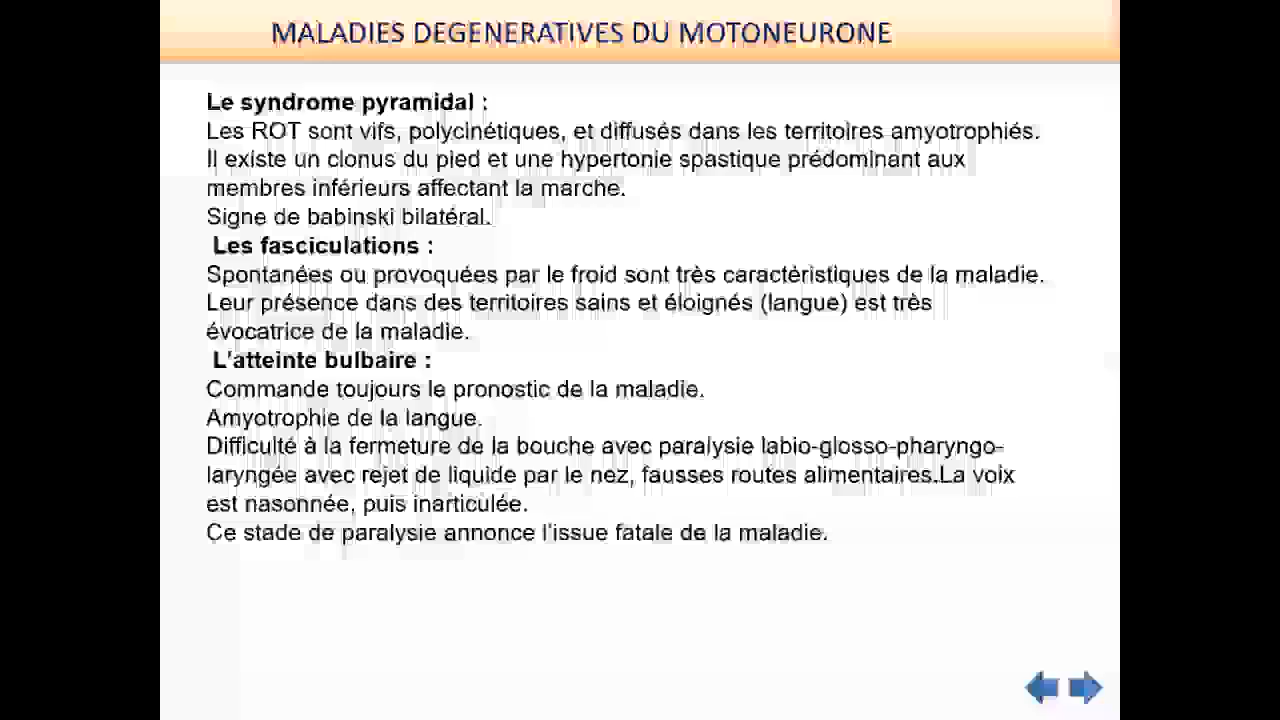 MALADIES DEGENERATIVES DU MOTONEURONE
Le syndrome pyramidal :
Les ROT sont vifs, polycinétiques, et diffusés dans les territoires amyotrophiés.
Il existe un clonus du pied et une hypertonie spastique prédominant aux
membres inférieurs affectant la marche.
Signe de babinski bilatéral.
Les fasciculations :
Spontanées ou provoquées par le froid sont très caractéristiques de la maladie.
Leur présence dans des territoires sains et éloignés (langue) est très
évocatrice de la maladie.
L'atteinte bulbaire :
Commande toujours le pronostic de la maladie.
Amyotrophie de la langue.
Difficulté à la fermeture de la bouche avec paralysie labio-glosso-pharyngo-
laryngée avec rejet de liquide par le nez, fausses routes alimentaires.La voix
est nasonnée, puis inarticulée.
Ce stade de paralysie annonce l'issue fatale de la maladie.